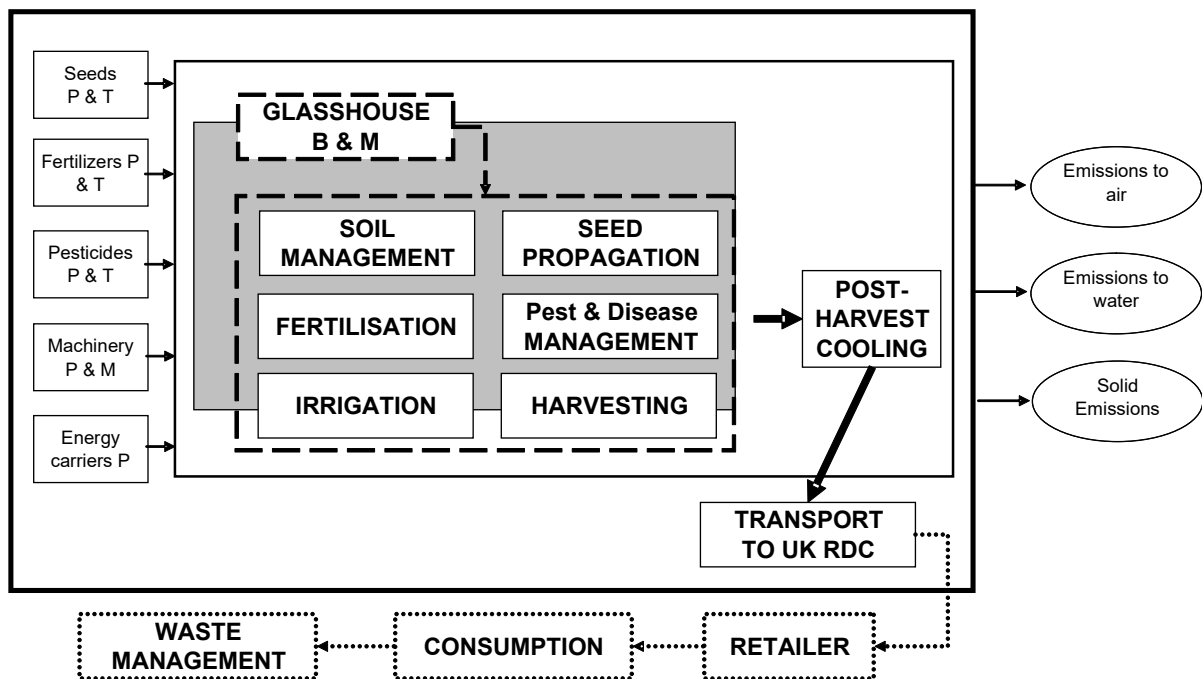 Seeds
P & T
Fertilizers P
& T
Pesticides
P & T
Machinery
P & M
Energy
carriers P
GLASSHOUSE
B & M
SOIL
MANAGEMENT
SEED
PROPAGATION
FERTILISATION
Pest & Disease
MANAGEMENT
IRRIGATION
HARVESTING
POST-
HARVEST
COOLING
TRANSPORT
TO UK RDC
Emissions to
air
Emissions to
water
Solid
Emissions
WASTE
MANAGEMENT
CONSUMPTION
RETAILER